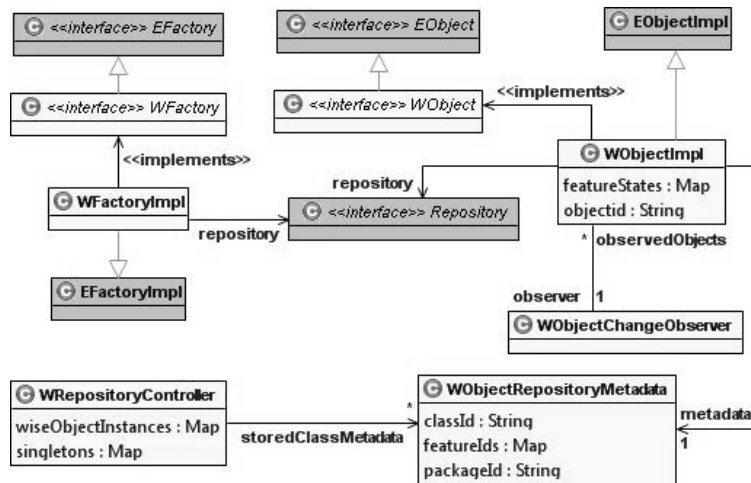 <<interface>> EFactory
<<interface>> EObject
EObjectImpl
<<interface>> WFactory
<<interface>> WObject
<<implements>>
<<implements>>
WObjectImpl
featureStates : Map
objectid : String
repository
WFactoryImpl
repository
<<interface>> Repository
* observedObjects
EFactoryImpl
observer 1
WObjectChangeObserver
WRepositoryController
wiseObjectInstances : Map
singletons : Map
storedClassMetadata
*
WObjectRepositoryMetadata
classId : String
featureIds : Map
packageId : String
metadata
1